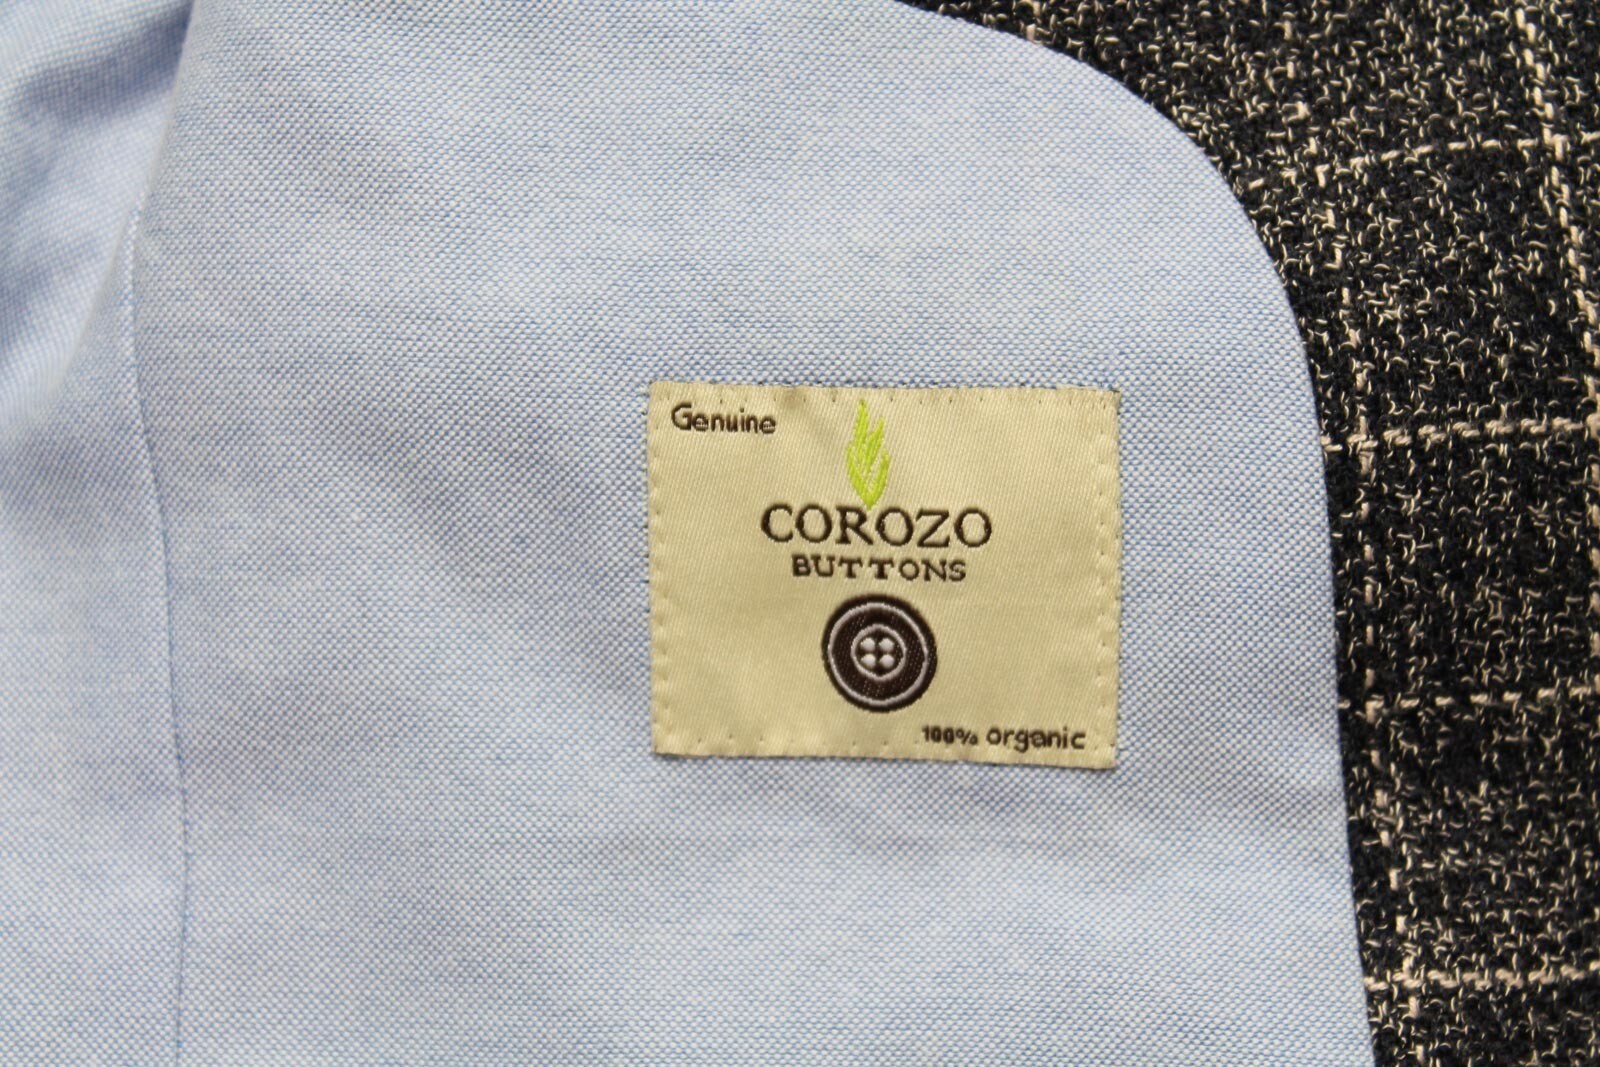 Genuine
COROZO
BUTTONS
100% organic